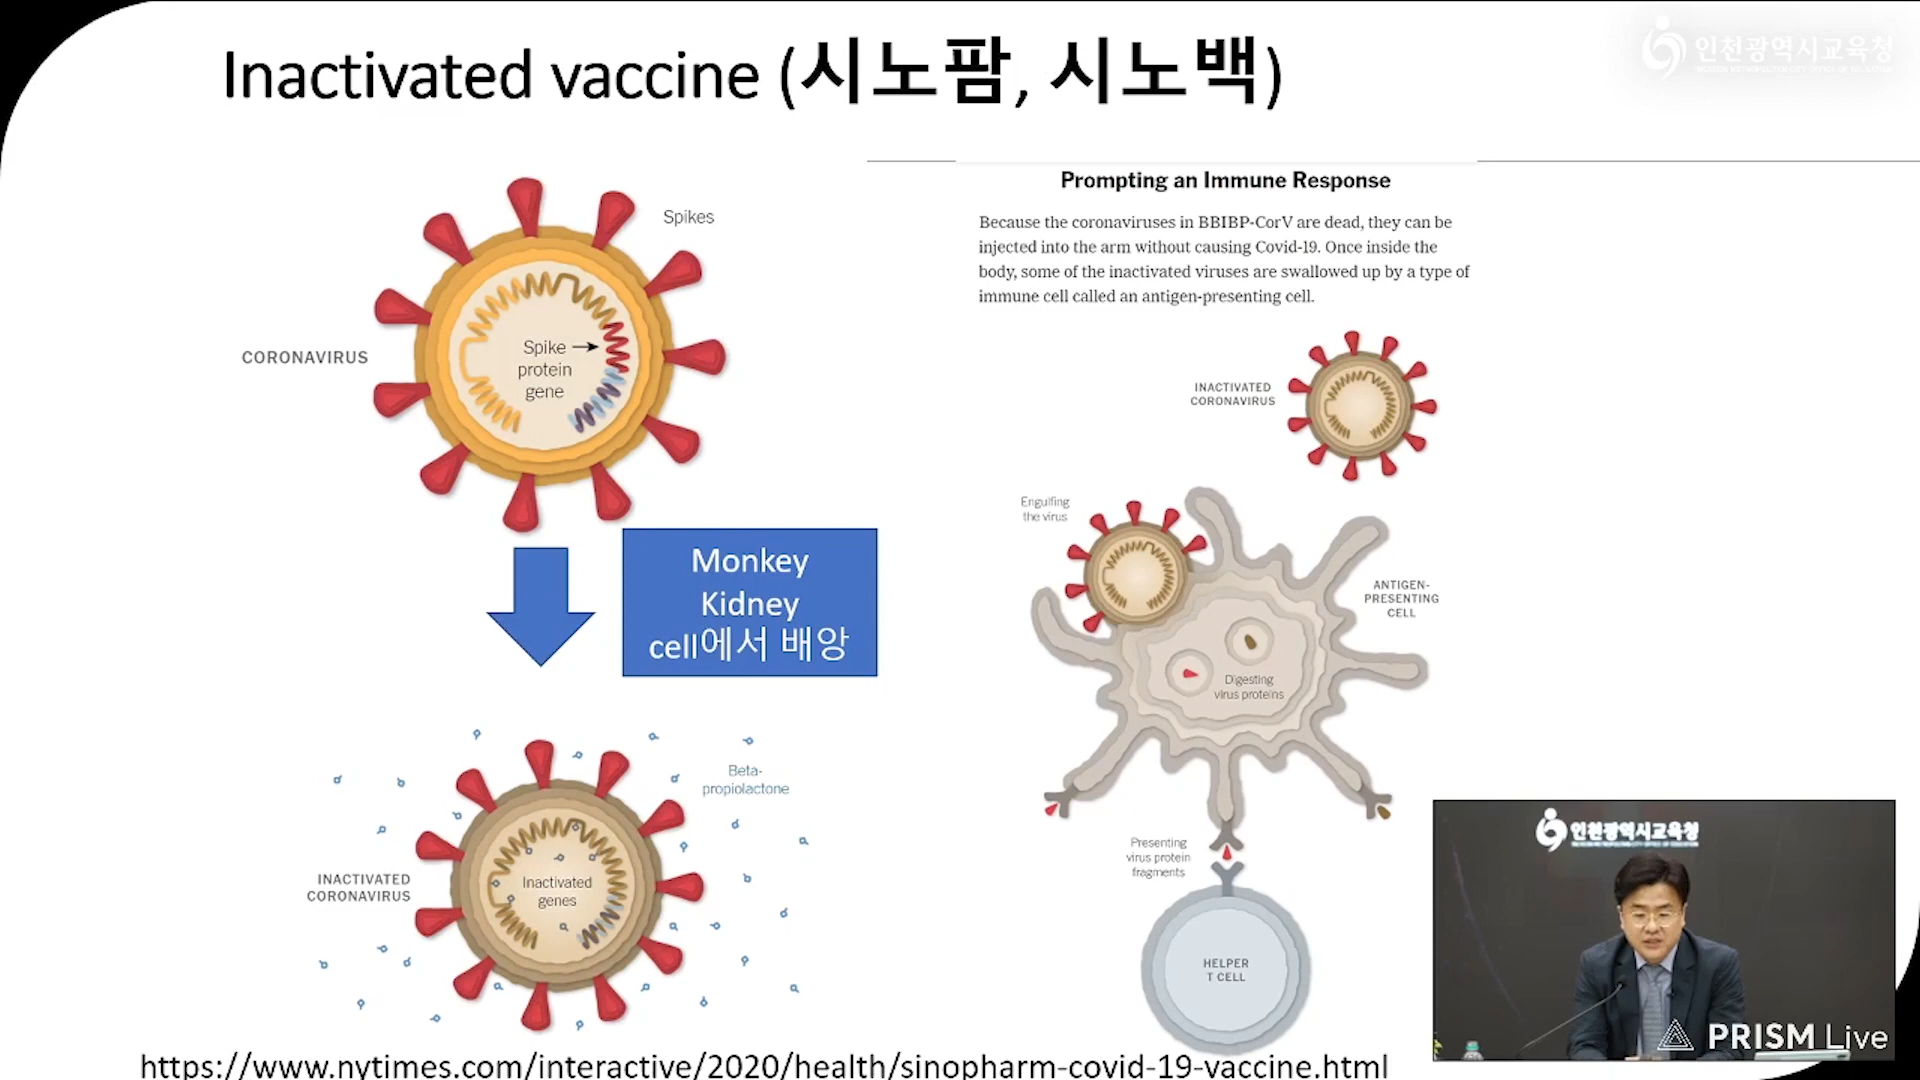 Inactivated vaccine (시노팜, 시노백)
인천광역시교육청
Spikes
CORONAVIRUS
Spike
protein
gene
Monkey
Kidney
cell에서 배양
Beta-
propiolactone
INACTIVATED
CORONAVIRUS
Inactivated
genes
Prompting an Immune Response
Because the coronaviruses in BBIBP-CorV are dead, they can be
injected into the arm without causing Covid-19. Once inside the
body, some of the inactivated viruses are swallowed up by a type of
immune cell called an antigen-presenting cell.
INACTIVATED
CORONAVIRUS
Engulfing
the virus
ANTIGEN-
PRESENTING
CELL
Digesting
virus proteins
Presenting
virus protein
fragments
HELPER
T CELL
인천광역시교육청
PRISM Live
https://www.nytimes.com/interactive/2020/health/sinopharm-covid-19-vaccine.html